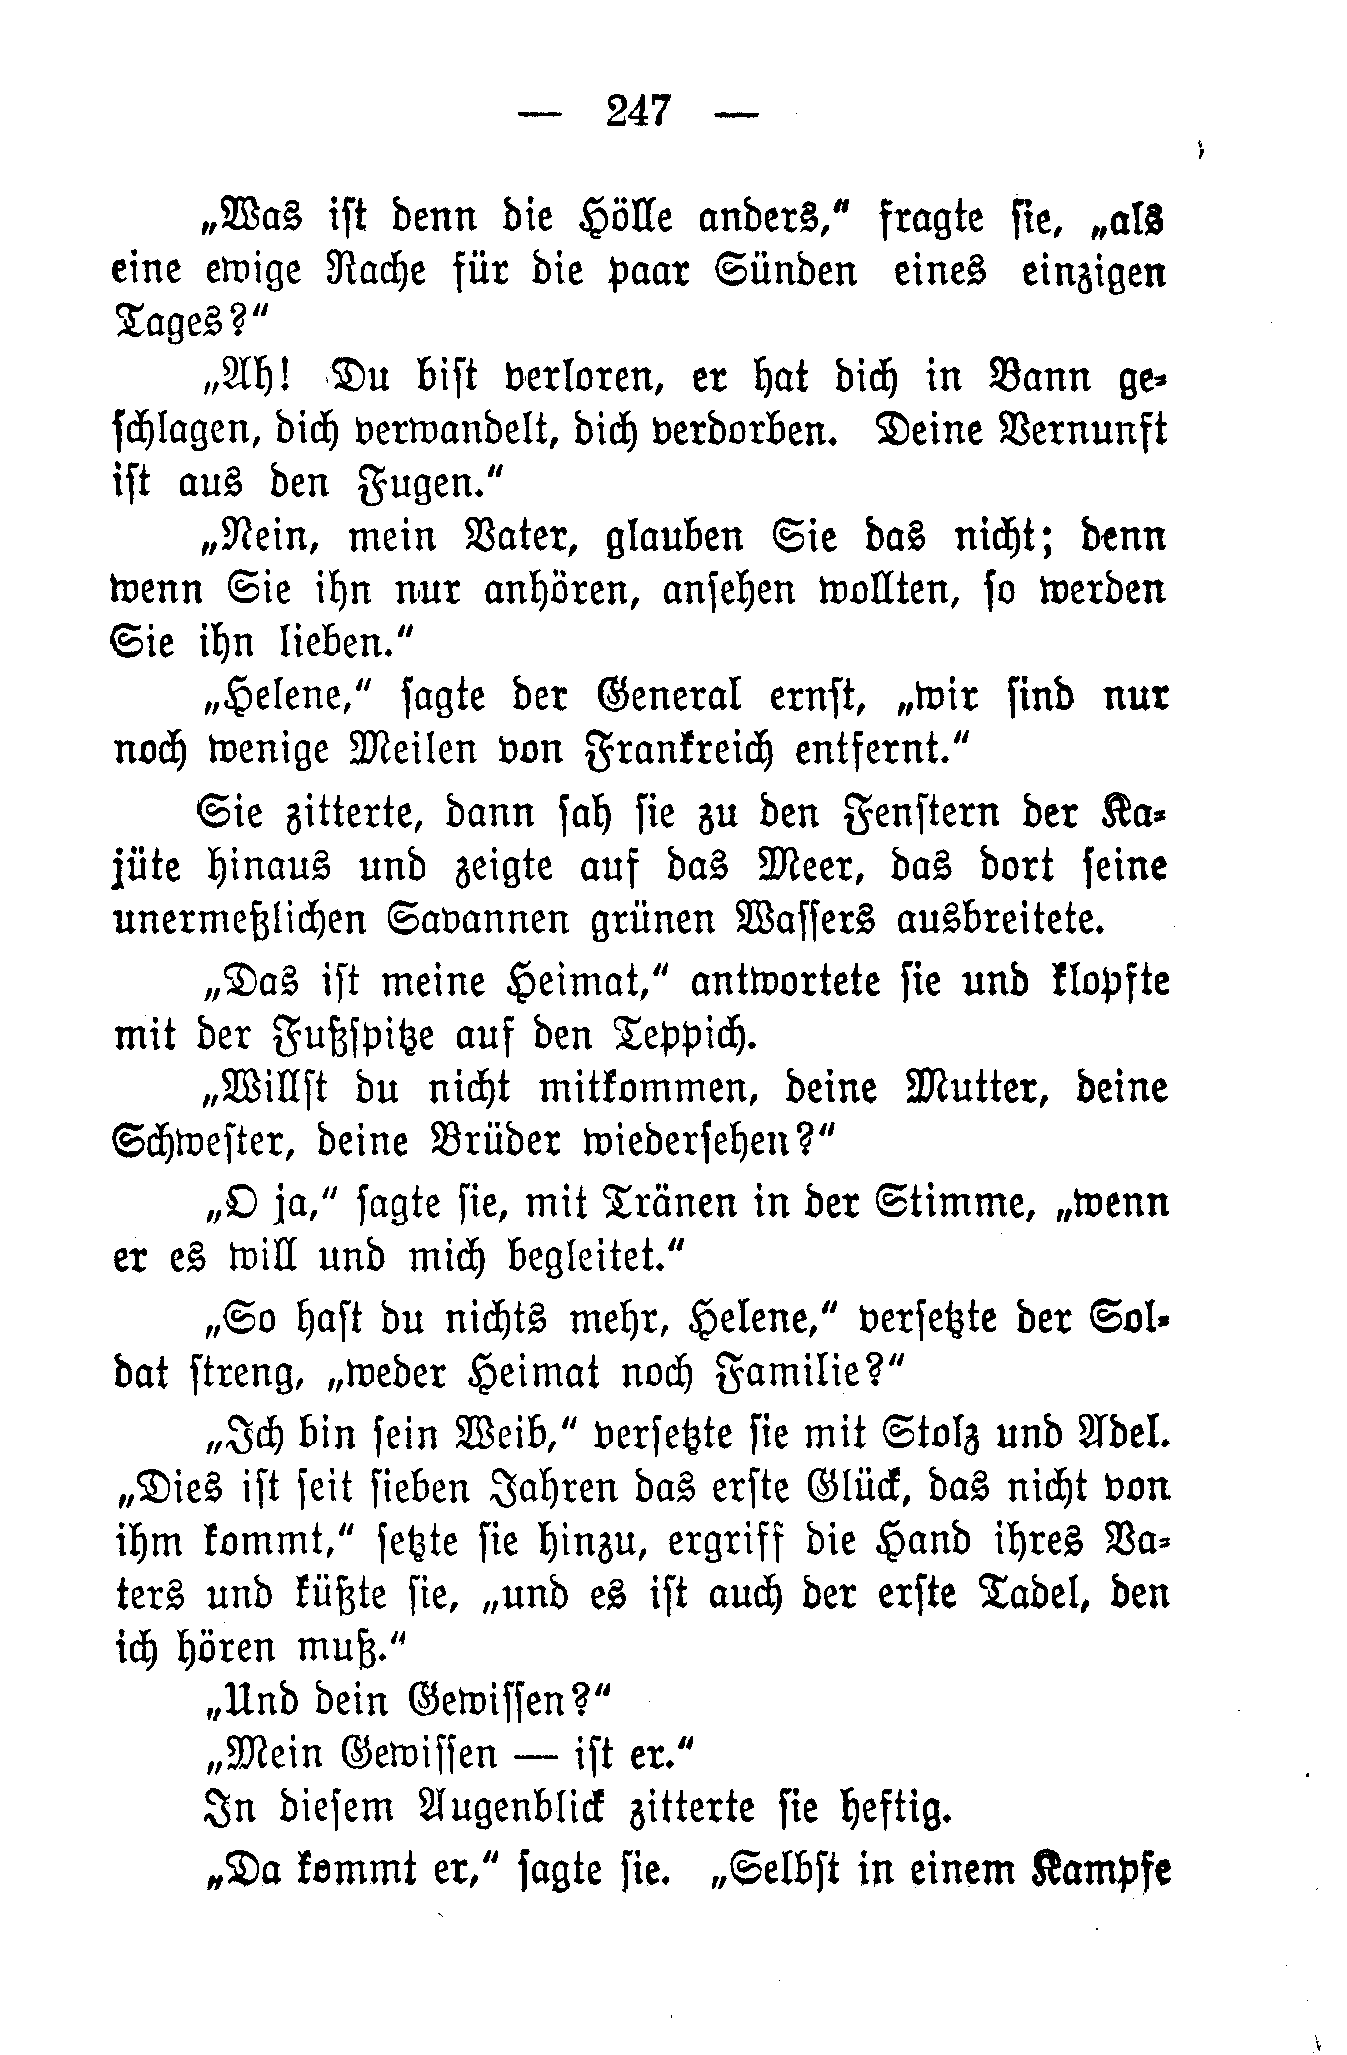 — 247 —
„Was ist denn die Hölle anders,“ fragte sie, „als
eine ewige Rache für die paar Sünden eines einzigen
Tages?“
„Ah! Du bist verloren, er hat dich in Bann ge-
schlagen, dich verwandelt, dich verdorben. Deine Vernunft
ist aus den Fugen.“
„Nein, mein Vater, glauben Sie das nicht; denn
wenn Sie ihn nur anhören, ansehen wollten, so werden
Sie ihn lieben.“
„Helene,“ sagte der General ernst, „wir sind nur
noch wenige Meilen von Frankreich entfernt.“
Sie zitterte, dann sah sie zu den Fenstern der Ka-
jüte hinaus und zeigte auf das Meer, das dort seine
unermeßlichen Savannen grünen Wassers ausbreitete.
„Das ist meine Heimat,“ antwortete sie und klopfte
mit der Fußspitze auf den Teppich.
„Willst du nicht mitkommen, deine Mutter, deine
Schwester, deine Brüder wiedersehen?“
„O ja,“ sagte sie, mit Tränen in der Stimme, „wenn
er es will und mich begleitet.“
„So hast du nichts mehr, Helene,“ versetzte der Sol-
dat streng, „weder Heimat noch Familie?“
„Ich bin sein Weib,“ versetzte sie mit Stolz und Adel.
„Dies ist seit sieben Jahren das erste Glück, das nicht von
ihm kommt,“ setzte sie hinzu, ergriff die Hand ihres Va-
ters und küßte sie, „und es ist auch der erste Tadel, den
ich hören muß.“
„Und dein Gewissen?“
„Mein Gewissen — ist er.“
In diesem Augenblick zitterte sie heftig.
„Da kommt er,“ sagte sie. „Selbst in einem Kampfe